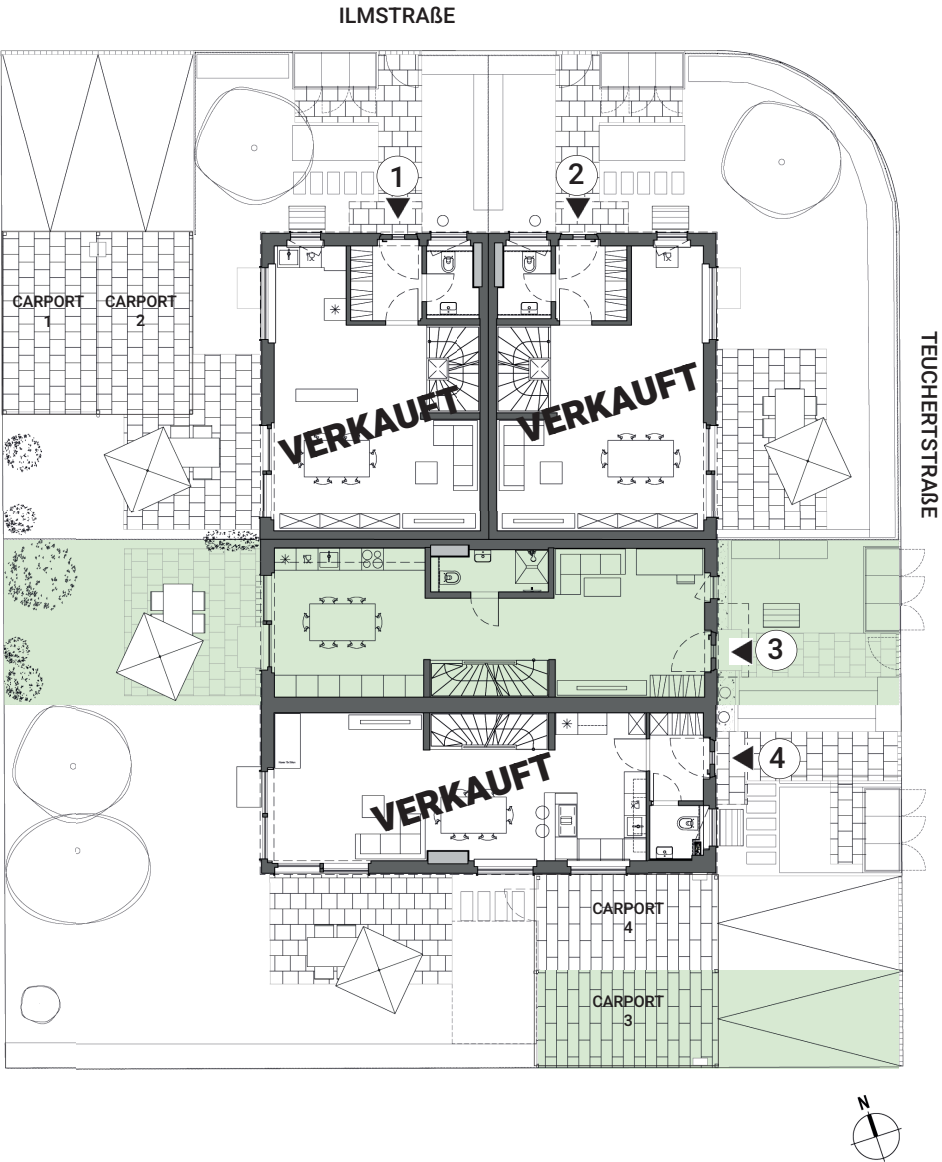 ILMSTRAßE
1
2
CARPORT
1
CARPORT
2
TEUCHERTSTRAßE
VERKAUFT
VERKAUFT
3
4
VERKAUFT
CARPORT
4
CARPORT
3
N